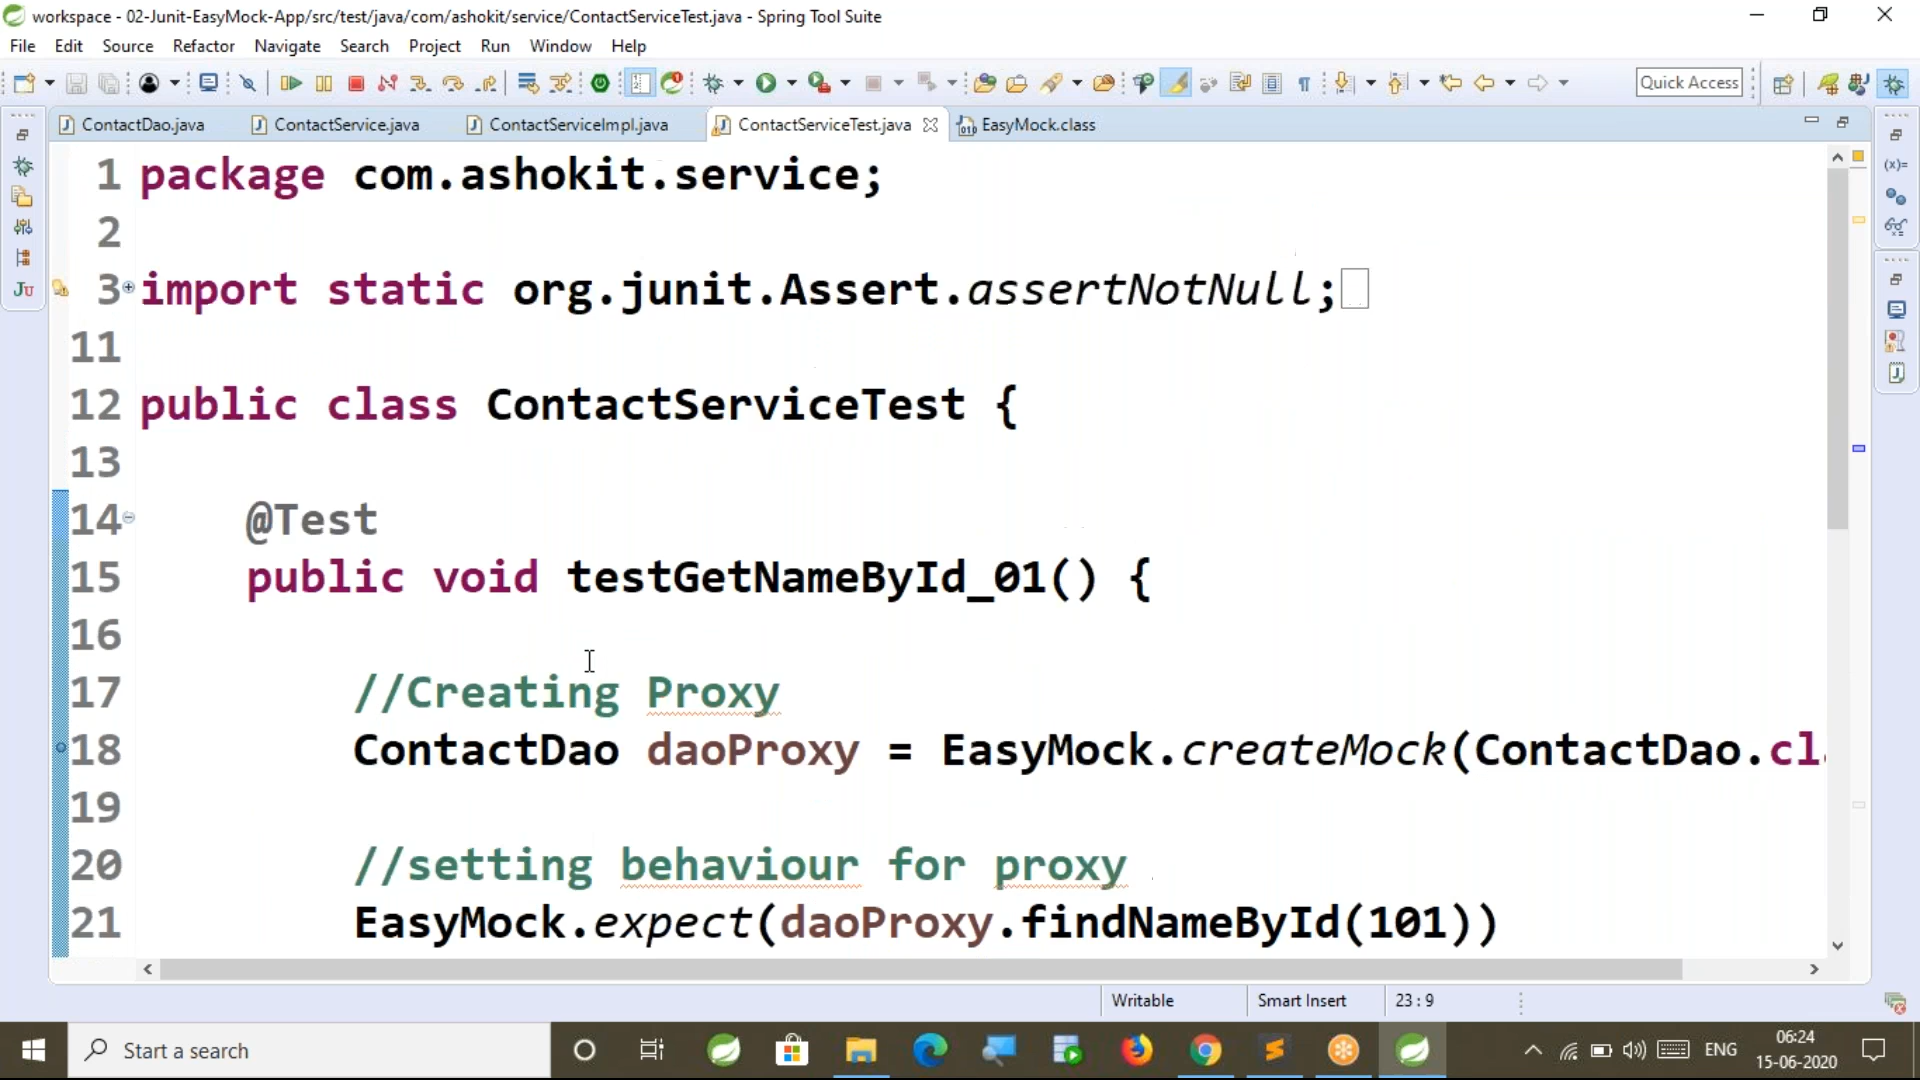 workspace - 02-Junit-EasyMock-App/src/test/java/com/ashokit/service/ContactServiceTest.java - Spring Tool Suite
File Edit Source Refactor Navigate Search Project Run Window Help
Quick Access
ContactDao.java ContactService.java ContactServiceImpl.java ContactServiceTest.java EasyMock.class
1 package com.ashokit.service;
2
3 import static org.junit.Assert.assertNotNull;
11
12 public class ContactServiceTest {
13
14 @Test
15 public void testGetNameById_01() {
16
17 //Creating Proxy
18 ContactDao daoProxy = EasyMock.createMock(ContactDao.cl
19
20 //setting behaviour for proxy
21 EasyMock.expect(daoProxy.findNameById(101))
Writable Smart Insert 23 : 9
Start a search
ENG
06:24
15-06-2020